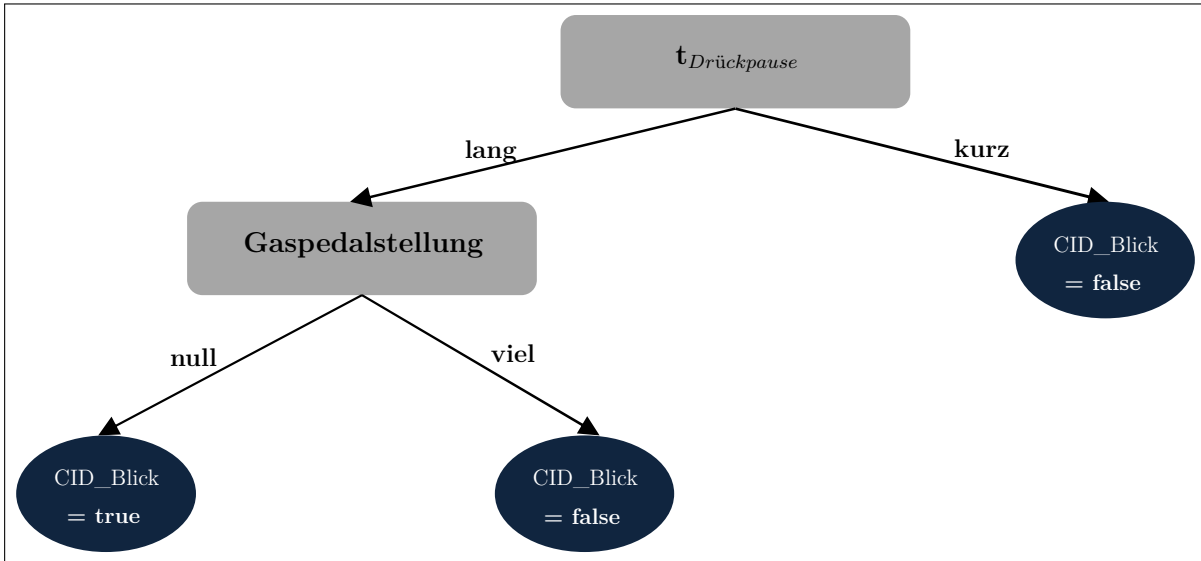 t_Drückpause
lang
kurz
Gaspedalstellung
CID_Blick
= false
null
viel
CID_Blick
= true
CID_Blick
= false